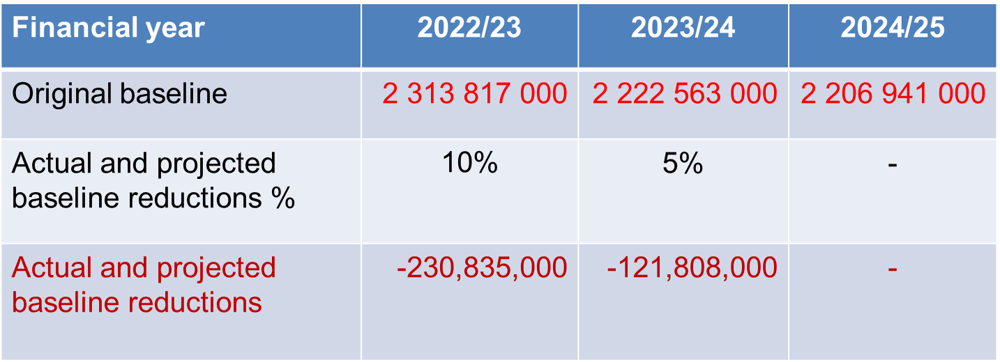 Financial year 2022/23 2023/24 2024/25
Original baseline 2 313 817 000 2 222 563 000 2 206 941 000
Actual and projected 10% 5% -
baseline reductions %
Actual and projected -230,835,000 -121,808,000 -
baseline reductions